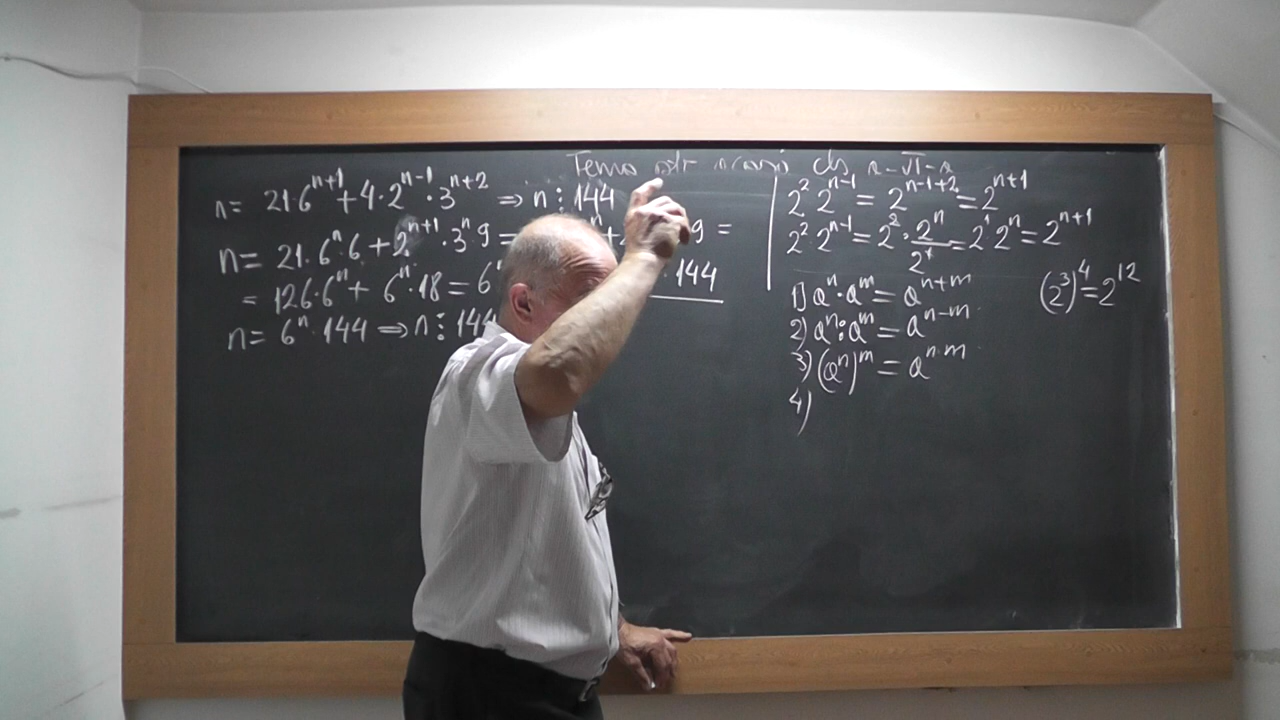 Tema
n= 21·6^{n+1}+4·2^{n-1}·3^{n+2} ⇒ n⋮144
n= 21·6^n·6+2^{n+1}·3^n 9= 9=
= 126·6^n+ 6^n·18=6 ·144
n= 6^n·144 ⇒ n⋮144
2^2 2^{n-1}=2^{n-1+2}=2^{n+1}
2^2·2^{n-1}=2^2·2^n/2^1=2^1 2^n=2^{n+1}
1) a^n·a^m=a^{n+m}
(2^3)^4=2^{12}
2) a^n:a^m=a^{n-m}
3) (a^n)^m=a^{n·m}
4)